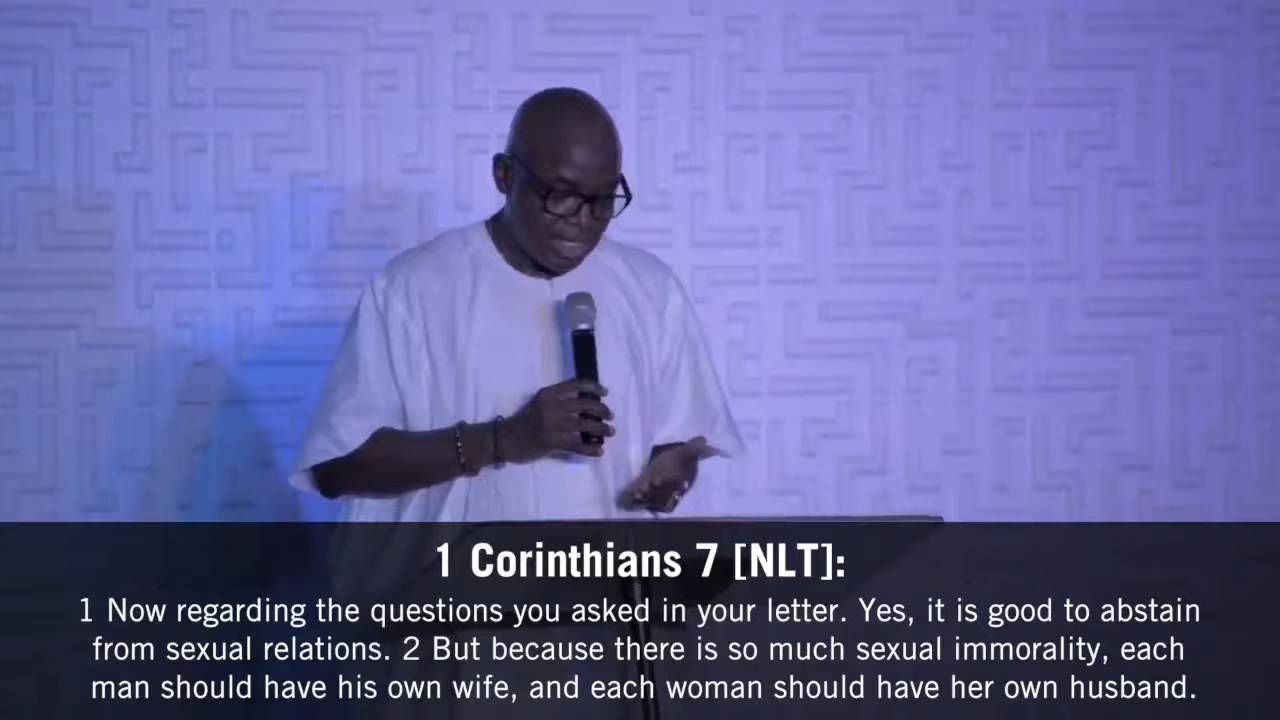 1 Corinthians 7 [NLT]:
1 Now regarding the questions you asked in your letter. Yes, it is good to abstain
from sexual relations. 2 But because there is so much sexual immorality, each
man should have his own wife, and each woman should have her own husband.